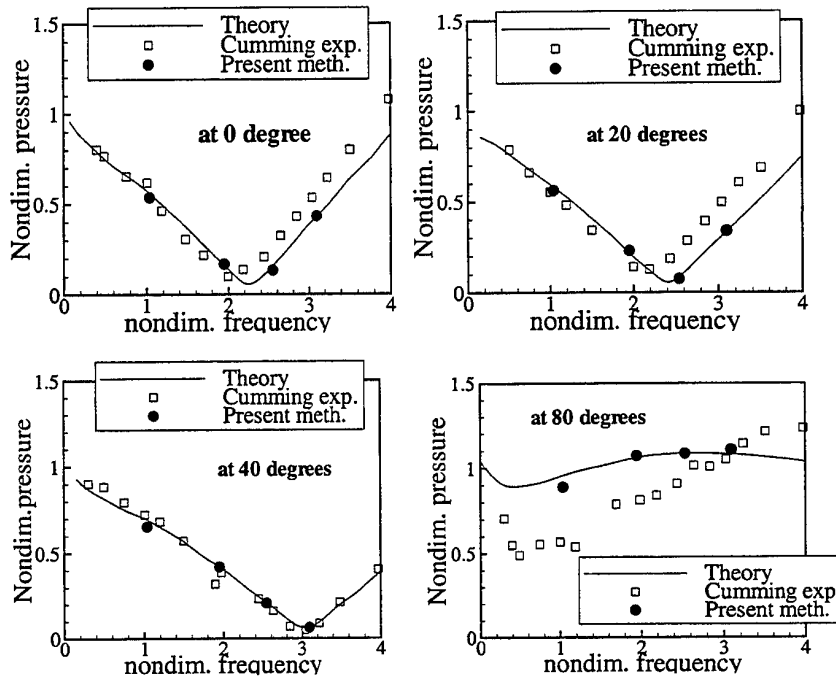 Theory
Cumming exp.
Present meth.
1.5
1
0.5
0
Nondim. pressure
at 0 degree
0 1 2 3 4
nondim. frequency
Theory
Cumming exp.
Present meth.
1.5
1
0.5
0
Nondim. pressure
at 20 degrees
0 1 2 3 4
nondim. frequency
Theory
Cumming exp.
Present meth.
1.5
1
0.5
0
Nondim.pressure
at 40 degrees
0 1 2 3 4
nondim. frequency
1.5
1
0.5
0
Nondim. pressure
at 80 degrees
Theory
Cumming exp.
Present meth.
0 1 2 3 4
nondim. frequency